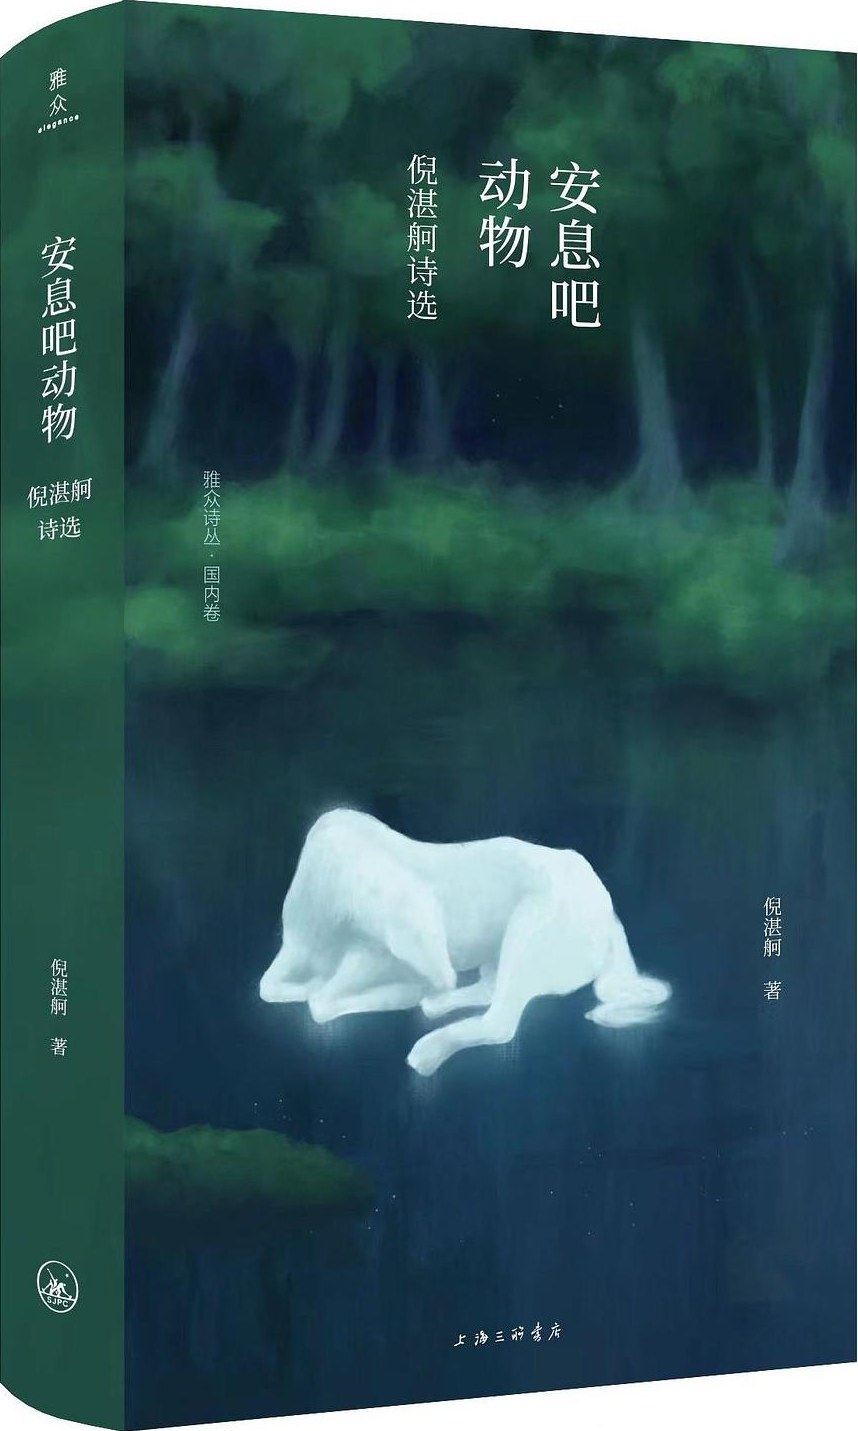 雅众
elegance
安息吧动物
倪湛舸
诗选
倪湛舸 著
SJPC
安息吧
动物
倪湛舸诗选
雅众诗丛·国内卷
倪湛舸 著
上海三联书店